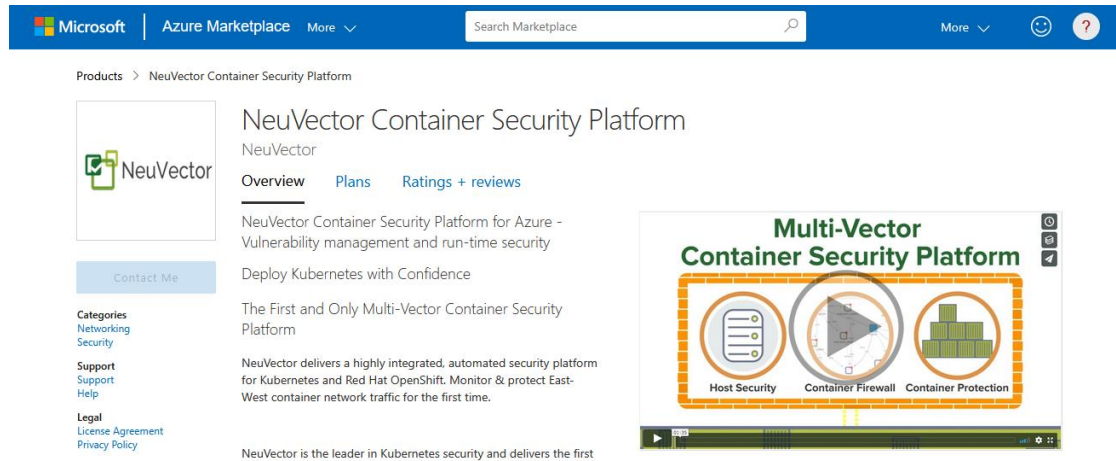 Microsoft Azure Marketplace More Search Marketplace More ?
Products > NeuVector Container Security Platform
NeuVector
Contact Me
Categories
Networking
Security
Support
Support
Help
Legal
License Agreement
Privacy Policy
NeuVector Container Security Platform
NeuVector
Overview Plans Ratings + reviews
NeuVector Container Security Platform for Azure -
Vulnerability management and run-time security
Deploy Kubernetes with Confidence
The First and Only Multi-Vector Container Security
Platform
NeuVector delivers a highly integrated, automated security platform
for Kubernetes and Red Hat OpenShift. Monitor & protect East-
West container network traffic for the first time.
NeuVector is the leader in Kubernetes security and delivers the first
Multi-Vector
Container Security Platform
Host Security Container Firewall Container Protection